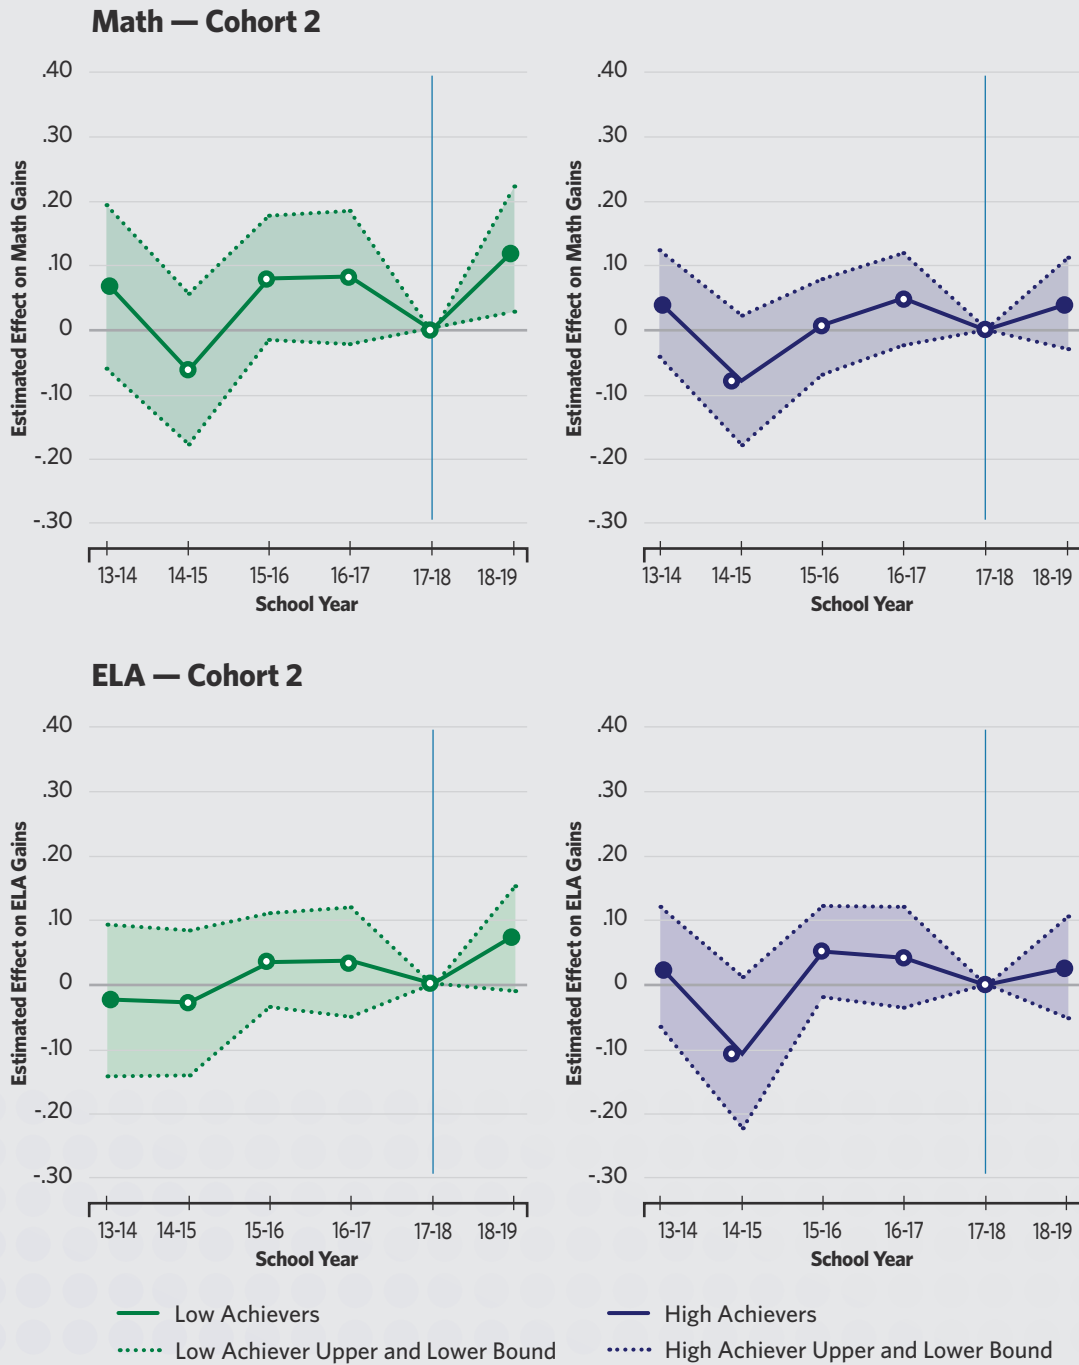 Math — Cohort 2
Estimated Effect on Math Gains
.40
.30
.20
.10
0
-.10
-.20
-.30
13-14 14-15 15-16 16-17 17-18 18-19
School Year
Estimated Effect on Math Gains
.40
.30
.20
.10
0
-.10
-.20
-.30
13-14 14-15 15-16 16-17 17-18 18-19
School Year
ELA — Cohort 2
Estimated Effect on ELA Gains
.40
.30
.20
.10
0
-.10
-.20
-.30
13-14 14-15 15-16 16-17 17-18 18-19
School Year
Estimated Effect on ELA Gains
.40
.30
.20
.10
0
-.10
-.20
-.30
13-14 14-15 15-16 16-17 17-18 18-19
School Year
Low Achievers
Low Achiever Upper and Lower Bound
High Achievers
High Achiever Upper and Lower Bound